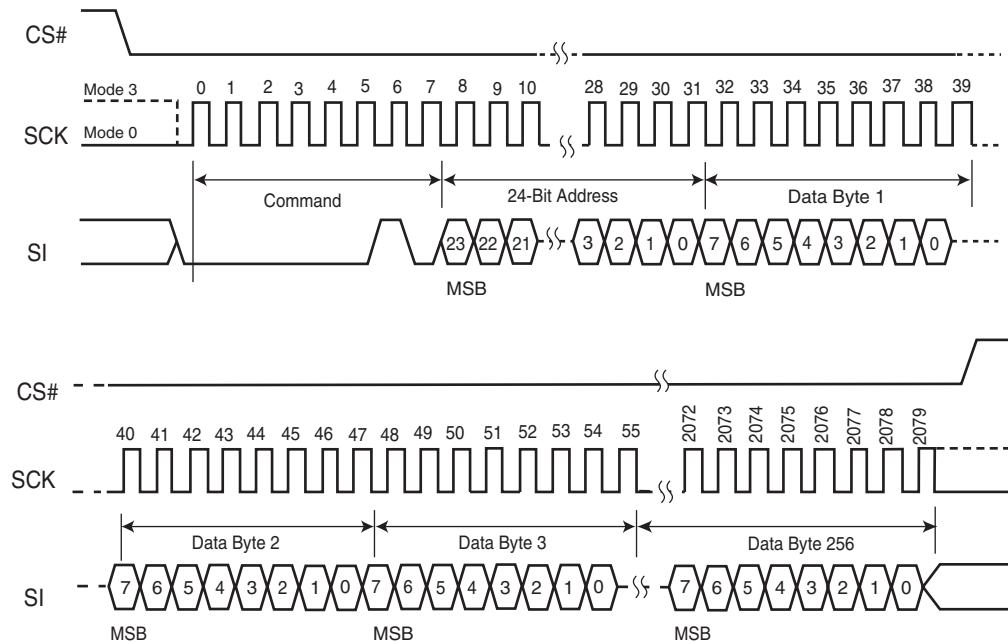 CS#
Mode 3
0 1 2 3 4 5 6 7 8 9 10 28 29 30 31 32 33 34 35 36 37 38 39
SCK
Mode 0
Command
24-Bit Address
Data Byte 1
SI
23 22 21 3 2 1 0 7 6 5 4 3 2 1 0
MSB MSB
CS#
40 41 42 43 44 45 46 47 48 49 50 51 52 53 54 55 2072 2073 2074 2075 2076 2077 2078 2079
SCK
Data Byte 2
Data Byte 3
Data Byte 256
SI
7 6 5 4 3 2 1 0 7 6 5 4 3 2 1 0 7 6 5 4 3 2 1 0
MSB MSB MSB